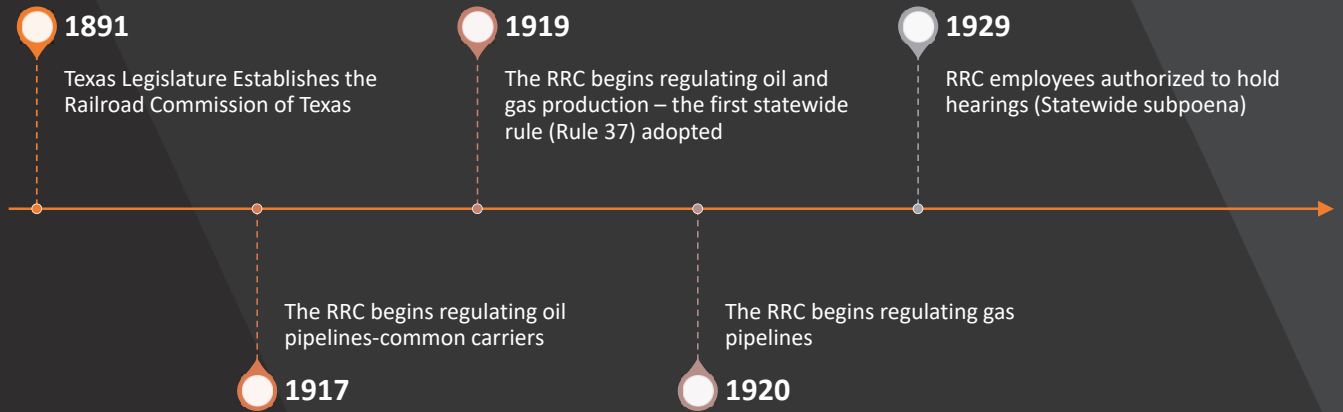 1891
Texas Legislature Establishes the
Railroad Commission of Texas
1919
The RRC begins regulating oil and
gas production – the first statewide
rule (Rule 37) adopted
1929
RRC employees authorized to hold
hearings (Statewide subpoena)
The RRC begins regulating oil
pipelines-common carriers
1917
The RRC begins regulating gas
pipelines
1920